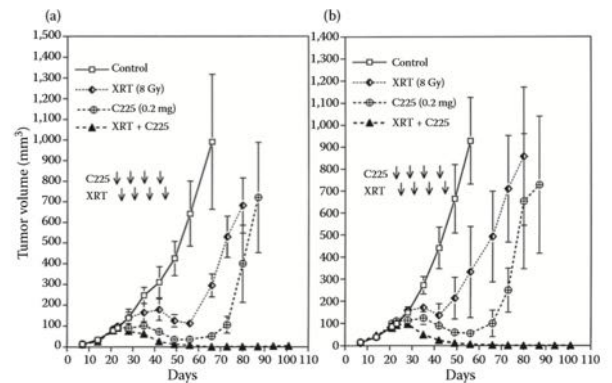 (a)
1,500
1,400
1,300
1,200
1,100
1,000
900
800
700
600
500
400
300
200
100
0
Tumor volume (mm³)
Control
XRT (8 Gy)
C225 (0.2 mg)
XRT + C225
C225
XRT
0 10 20 30 40 50 60 70 80 90 100 110
Days
(b)
1,500
1,400
1,300
1,200
1,100
1,000
900
800
700
600
500
400
300
200
100
0
Control
XRT (8 Gy)
C225 (0.2 mg)
XRT + C225
C225
XRT
0 10 20 30 40 50 60 70 80 90 100 110
Days